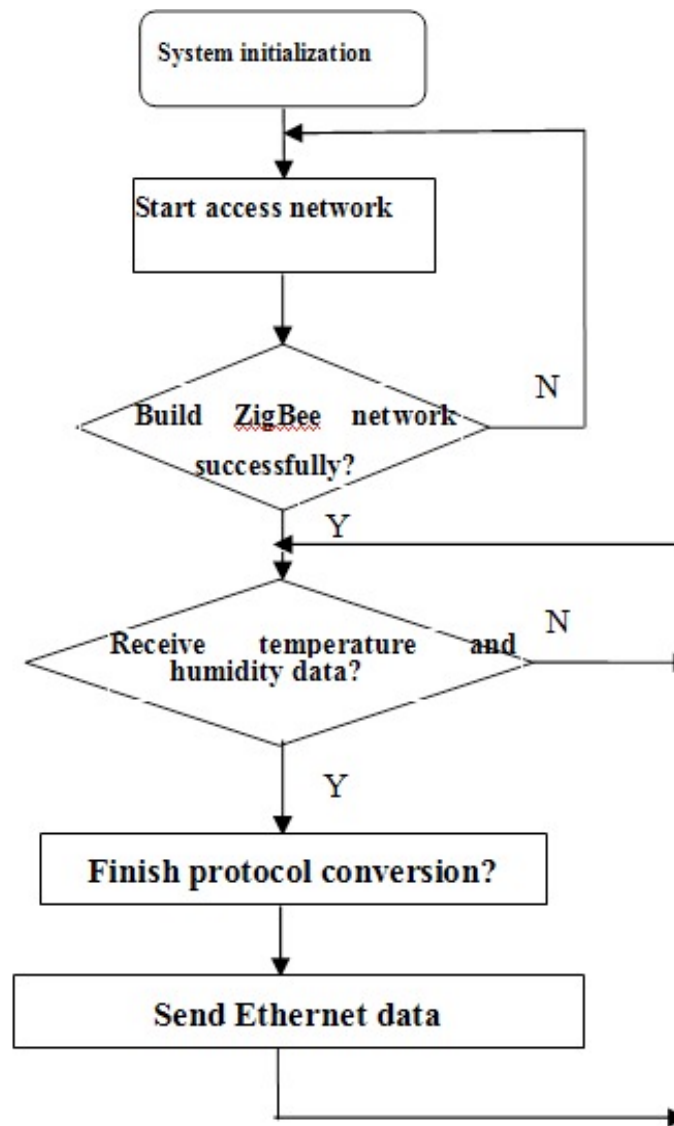 System initialization
Start access network
N
Build ZigBee network
successfully?
Y
N
Receive temperature and
humidity data?
Y
Finish protocol conversion?
Send Ethernet data